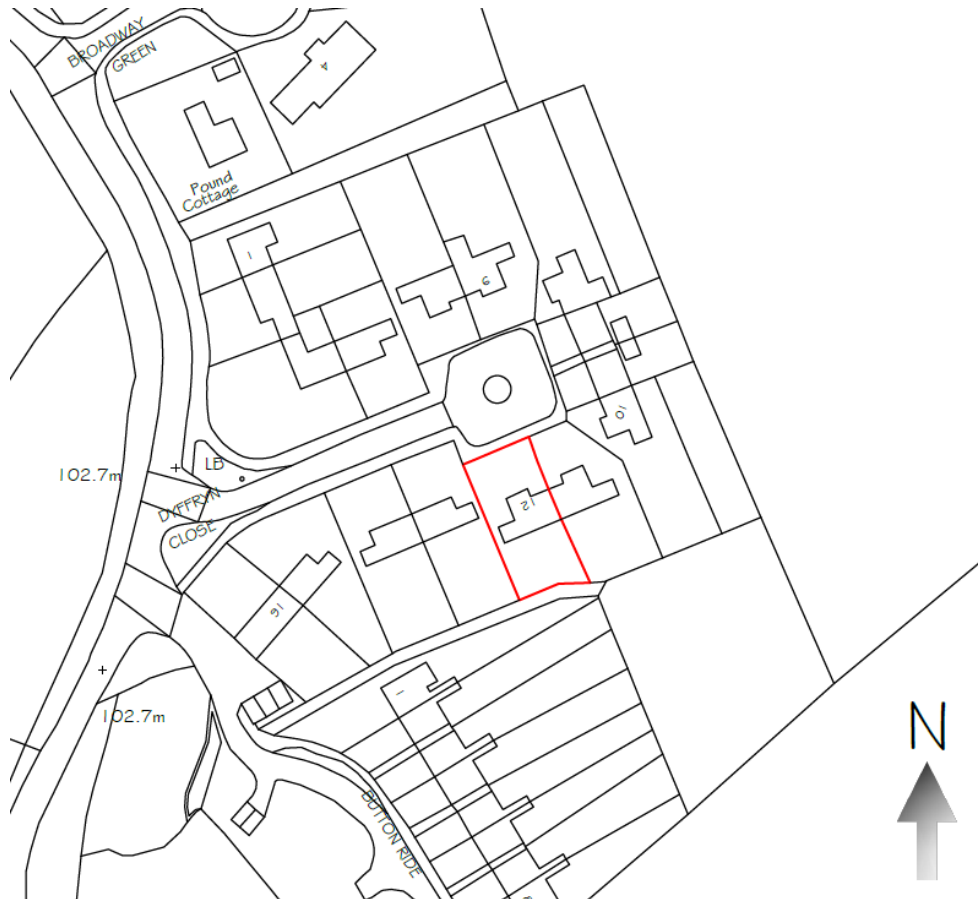 BROADWAY
GREEN
4
Pound
Cottage
1
6
10
LB
102.7m
DYFFRYN
CLOSE
12
16
1
102.7m
N
BUTTON RIDE